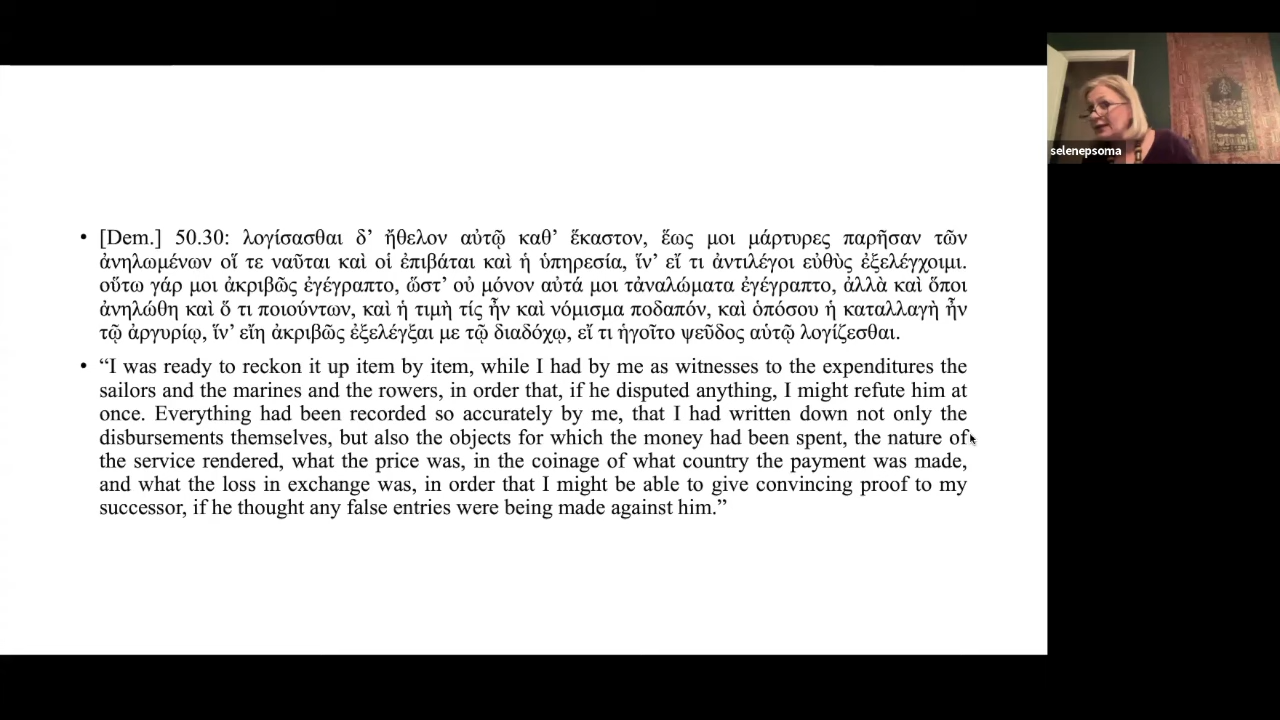 • [Dem.] 50.30: λογίσασθαι δ’ ἤθελον αὐτῷ καθ’ ἕκαστον, ἕως μοι μάρτυρες παρῆσαν τῶν
ἀνηλωμένων οἵ τε ναῦται καὶ οἱ ἐπιβάται καὶ ἡ ὑπηρεσία, ἵν’ εἴ τι ἀντιλέγοι εὐθὺς ἐξελέγχοιμι.
οὕτω γάρ μοι ἀκριβῶς ἐγέγραπτο, ὥστ’ οὐ μόνον αὐτά μοι τἀναλώματα ἐγέγραπτο, ἀλλὰ καὶ ὅποι
ἀνηλώθη καὶ ὅ τι ποιούντων, καὶ ἡ τιμὴ τίς ἦν καὶ νόμισμα ποδαπόν, καὶ ὁπόσου ἡ καταλλαγὴ ἦν
τῷ ἀργυρίῳ, ἵν’ εἴη ἀκριβῶς ἐξελέγξαι με τῷ διαδόχῳ, εἴ τι ἡγοῖτο ψεῦδος αὑτῷ λογίζεσθαι.
• “I was ready to reckon it up item by item, while I had by me as witnesses to the expenditures the
sailors and the marines and the rowers, in order that, if he disputed anything, I might refute him at
once. Everything had been recorded so accurately by me, that I had written down not only the
disbursements themselves, but also the objects for which the money had been spent, the nature of
the service rendered, what the price was, in the coinage of what country the payment was made,
and what the loss in exchange was, in order that I might be able to give convincing proof to my
successor, if he thought any false entries were being made against him.”
selenepsoma